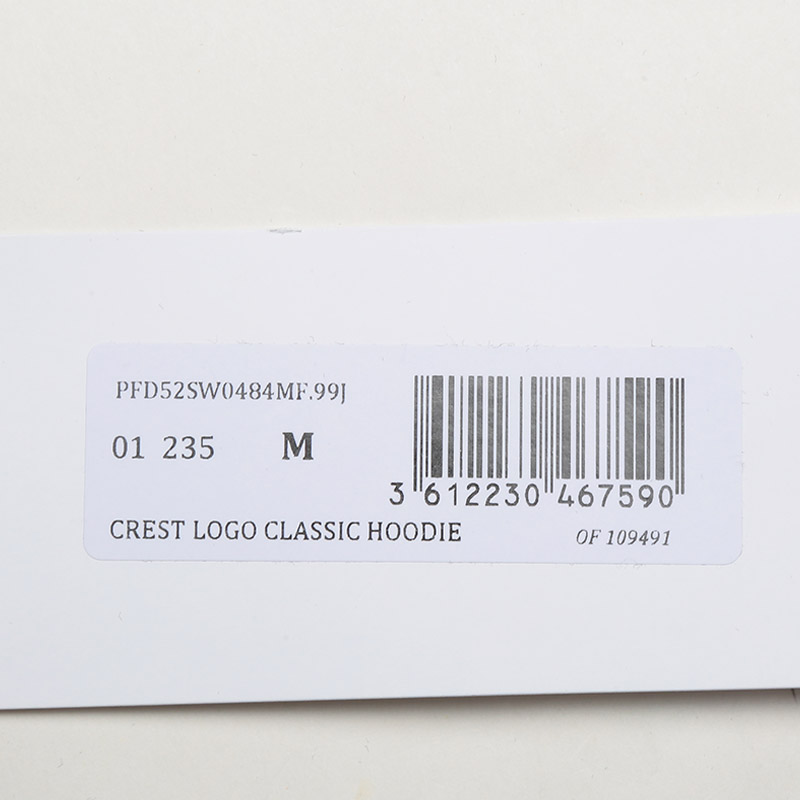 PFD52SW0484MF.99J
01 235 M
3 612230 467590
CREST LOGO CLASSIC HOODIE
OF 109491